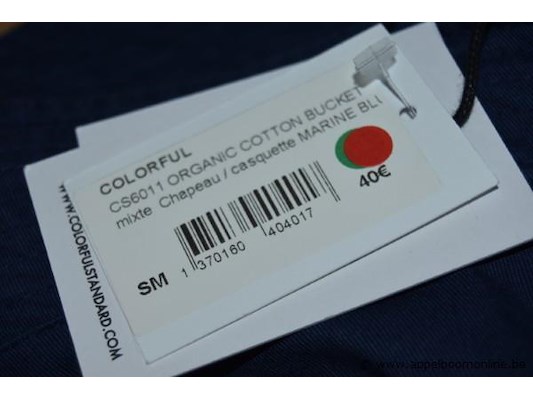 COLORFUL
CS6011 ORGANIC COTTON BUCKET
mixte Chapeau / casquette MARINE BLU
40€
SM
1 370160 404017
WWW.COLORFULSTANDARD.COM
© www.appelboomonline.be